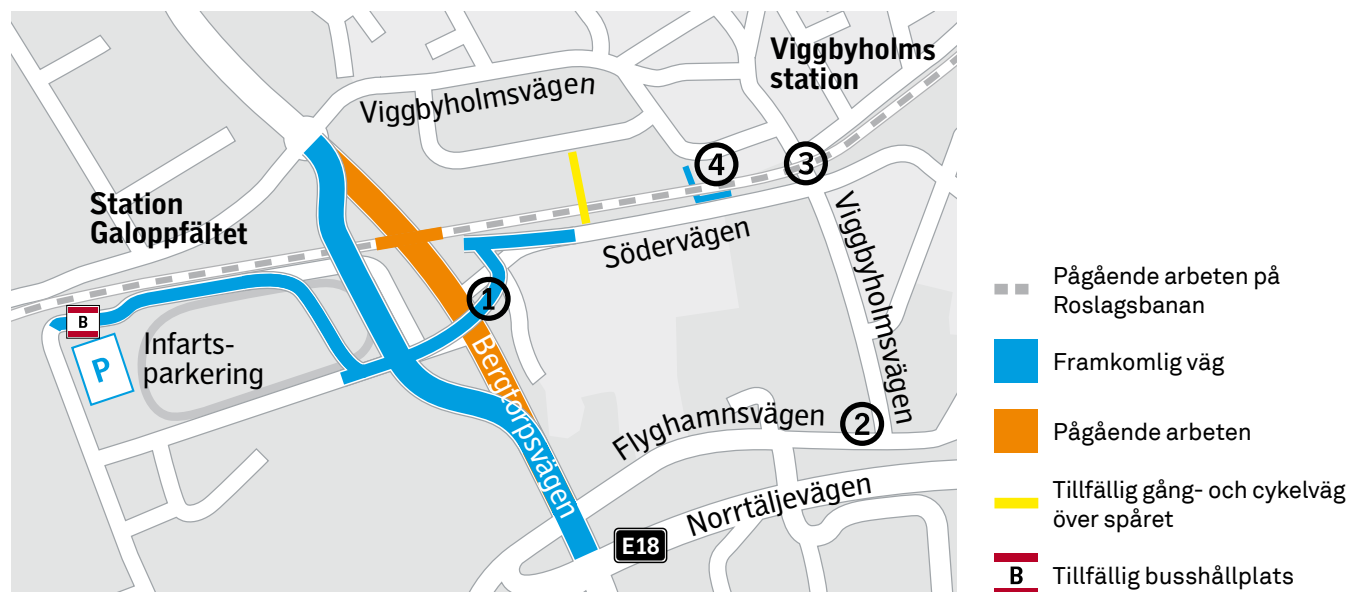 Viggbyholms
station
Viggbyholmsvägen
4
3
Station
Galoppfältet
Södervägen
Viggbyholmsvägen
1
B
P
Infarts-
parkering
Bergtorpsvägen
Flyghamnsvägen
2
Norrtäljevägen
E18
Pågående arbeten på
Roslagsbanan
Framkomlig väg
Pågående arbeten
Tillfällig gång- och cykelväg
över spåret
B Tillfällig busshållplats